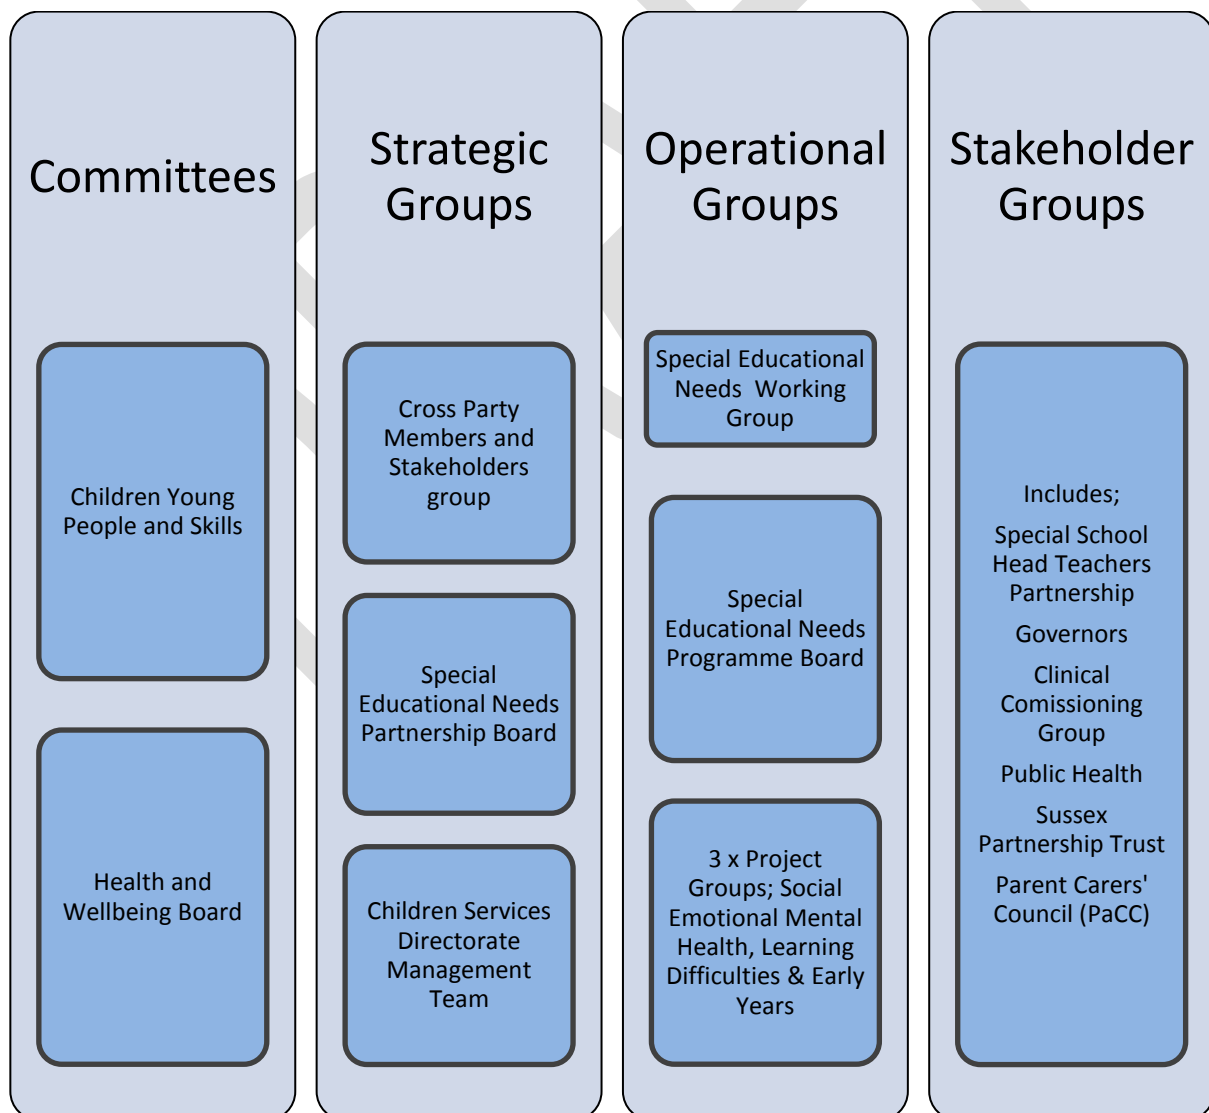 Committees
Children Young
People and Skills
Health and
Wellbeing Board
Strategic
Groups
Cross Party
Members and
Stakeholders
group
Special
Educational Needs
Partnership Board
Children Services
Directorate
Management
Team
Operational
Groups
Special Educational
Needs Working
Group
Special
Educational Needs
Programme Board
3 x Project
Groups; Social
Emotional Mental
Health, Learning
Difficulties & Early
Years
Stakeholder
Groups
Includes;
Special School
Head Teachers
Partnership
Governors
Clinical
Comissioning
Group
Public Health
Sussex
Partnership Trust
Parent Carers'
Council (PaCC)